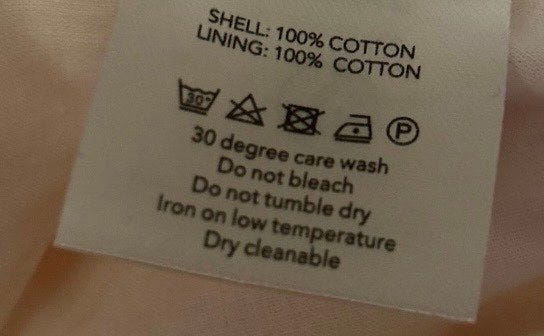 SHELL: 100% COTTON
LINING: 100% COTTON
30° P
30 degree care wash
Do not bleach
Do not tumble dry
Iron on low temperature
Dry cleanable